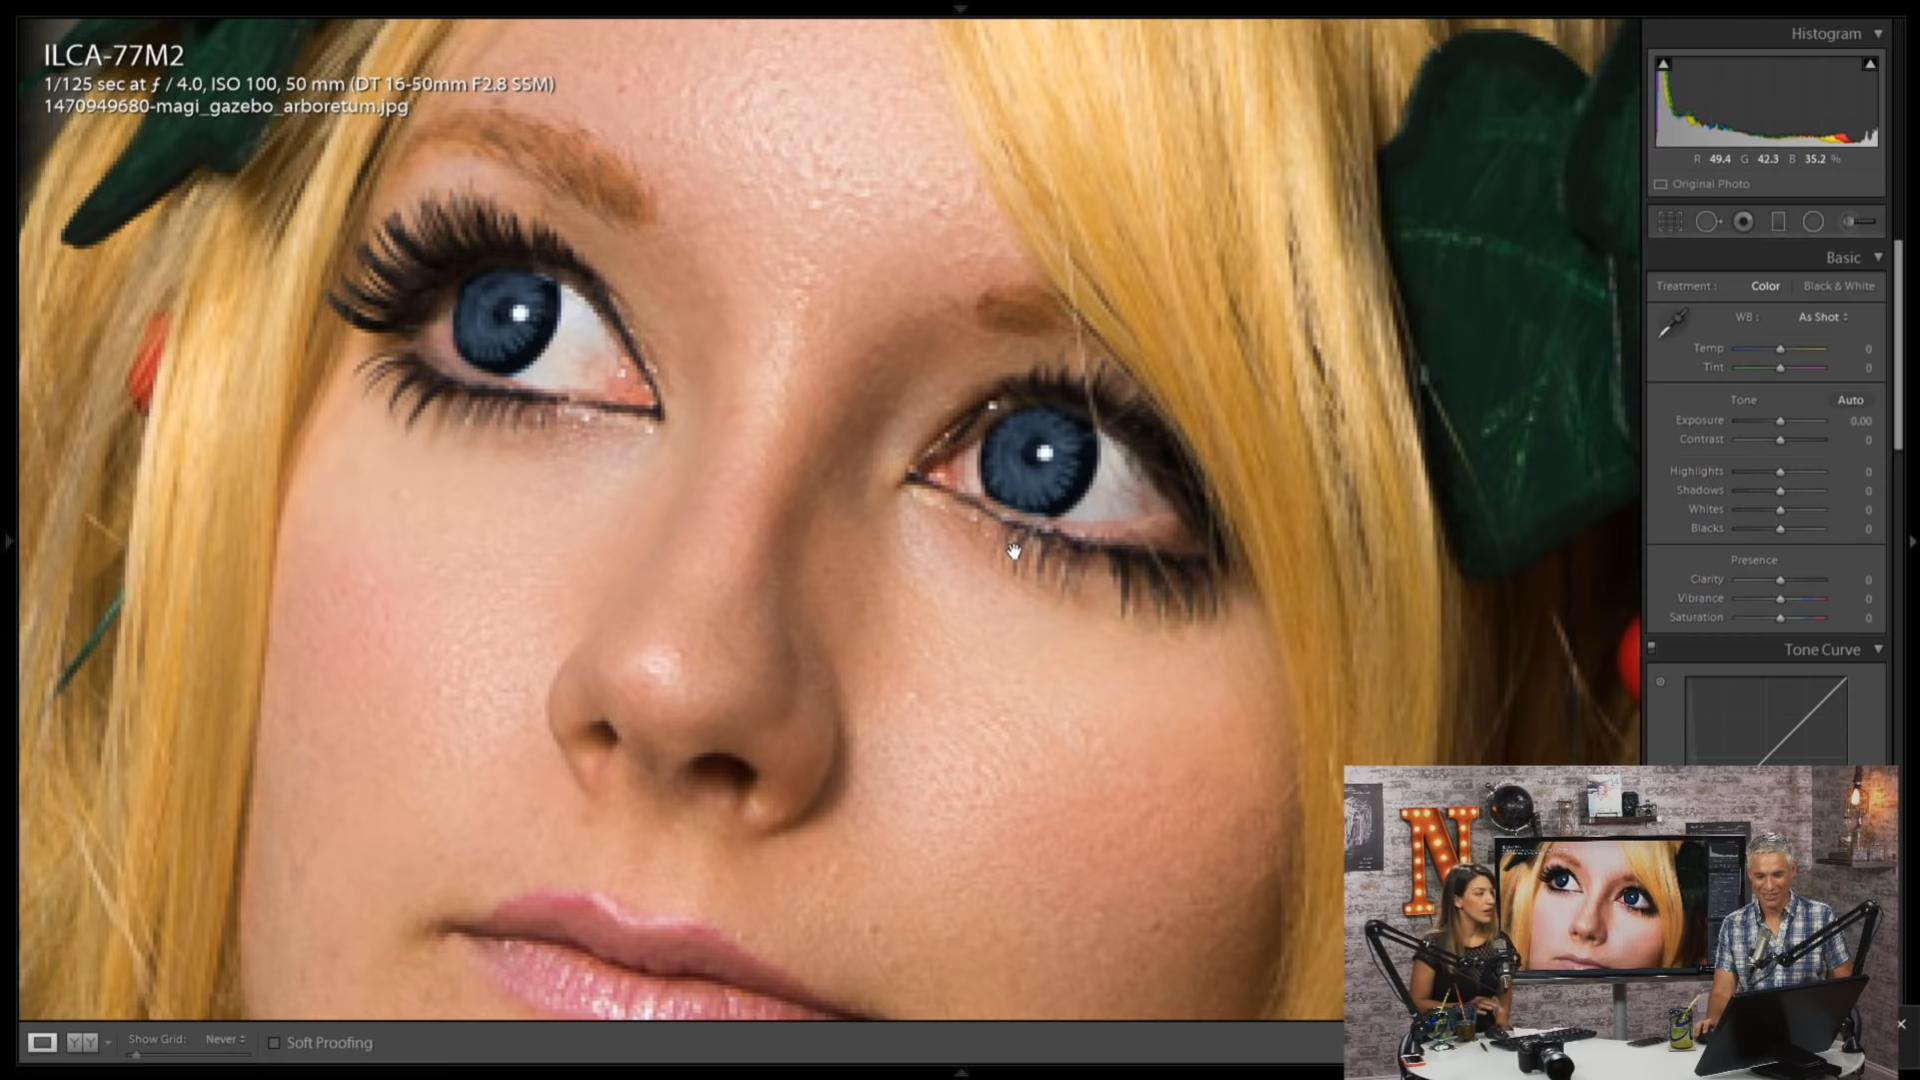 ILCA-77M2
1/125 sec at ƒ / 4.0, ISO 100, 50 mm (DT 16-50mm F2.8 SSM)
1470949680-magi_gazebo_arboretum.jpg
Histogram
R 49.4 G 42.3 B 35.2 %
Original Photo
Basic
Treatment : Color Black & White
WB : As Shot
Temp 0
Tint 0
Tone Auto
Exposure 0.00
Contrast 0
Highlights 0
Shadows 0
Whites 0
Blacks 0
Presence
Clarity 0
Vibrance 0
Saturation 0
Tone Curve
N
Y Y
Show Grid: Never
Soft Proofing